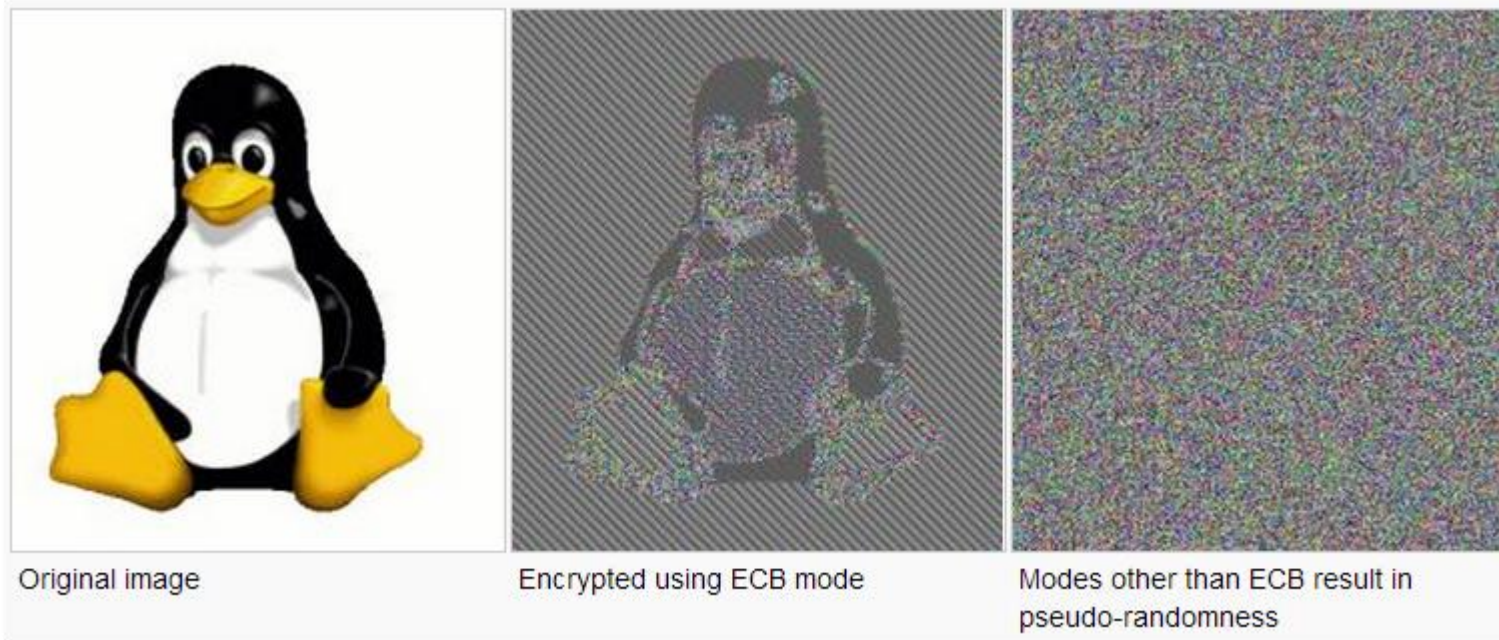 Original image
Encrypted using ECB mode
Modes other than ECB result in
pseudo-randomness